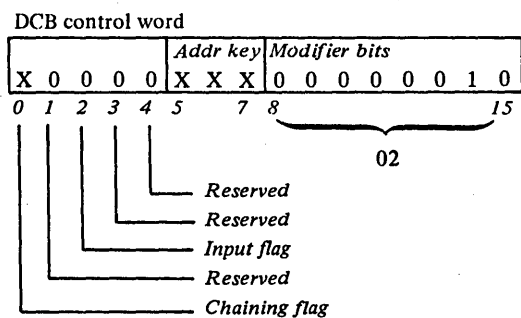 DCB control word
Addr key Modifier bits
X 0 0 0 0 X X X 0 0 0 0 0 0 1 0
0 1 2 3 4 5 7 8 15
02
Reserved
Reserved
Input flag
Reserved
Chaining flag